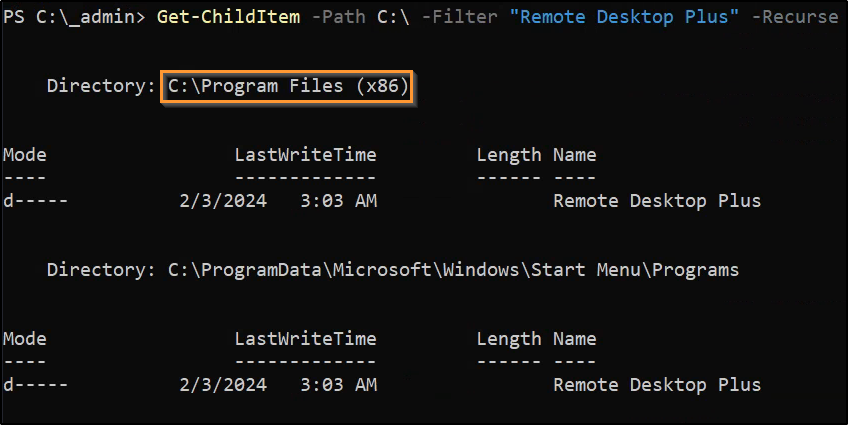 PS C:\_admin> Get-ChildItem -Path C:\ -Filter "Remote Desktop Plus" -Recurse
Directory: C:\Program Files (x86)
Mode LastWriteTime Length Name
---- ------------- ------ ----
d----- 2/3/2024 3:03 AM Remote Desktop Plus
Directory: C:\ProgramData\Microsoft\Windows\Start Menu\Programs
Mode LastWriteTime Length Name
---- ------------- ------ ----
d----- 2/3/2024 3:03 AM Remote Desktop Plus